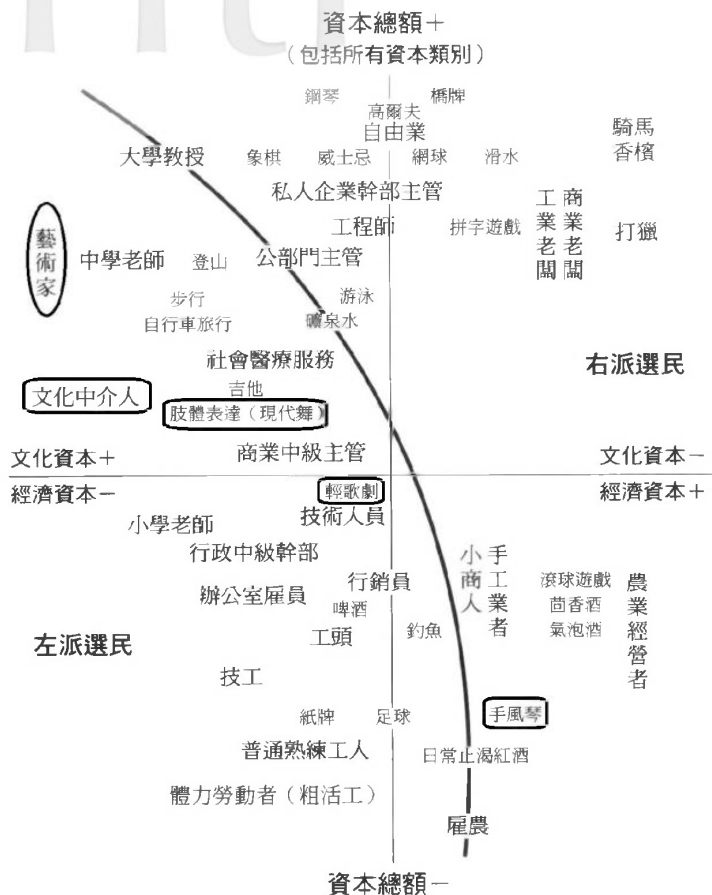 資本總額＋
（包括所有資本類別）
鋼琴
橋牌
高爾夫
自由業
騎馬
香檳
大學教授
象棋
威士忌
網球
滑水
私人企業幹部主管
工業老闆
商業老闆
工程師
拼字遊戲
打獵
藝術家
中學老師
登山
公部門主管
步行
游泳
自行車旅行
礦泉水
社會醫療服務
右派選民
文化中介人
吉他
肢體表達（現代舞）
商業中級主管
文化資本＋
文化資本－
經濟資本－
輕歌劇
經濟資本＋
小學老師
技術人員
行政中級幹部
小商人
手工業者
滾球遊戲
農業經營者
辦公室雇員
行銷員
茴香酒
啤酒
左派選民
工頭
釣魚
氣泡酒
技工
紙牌
足球
手風琴
普通熟練工人
日常止渴紅酒
體力勞動者（粗活工）
雇農
資本總額－